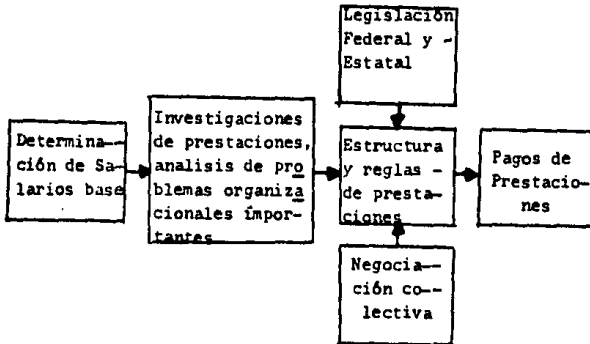 Legislación
Federal y -
Estatal
Determina--
ción de Sa-
larios base
Investigaciones
de prestaciones,
analisis de pro
blemas organiza
cionales impor-
tantes
Estructura
y reglas -
de presta-
ciones
Pagos de
Prestacio-
nes
Negocia--
ción co--
lectiva